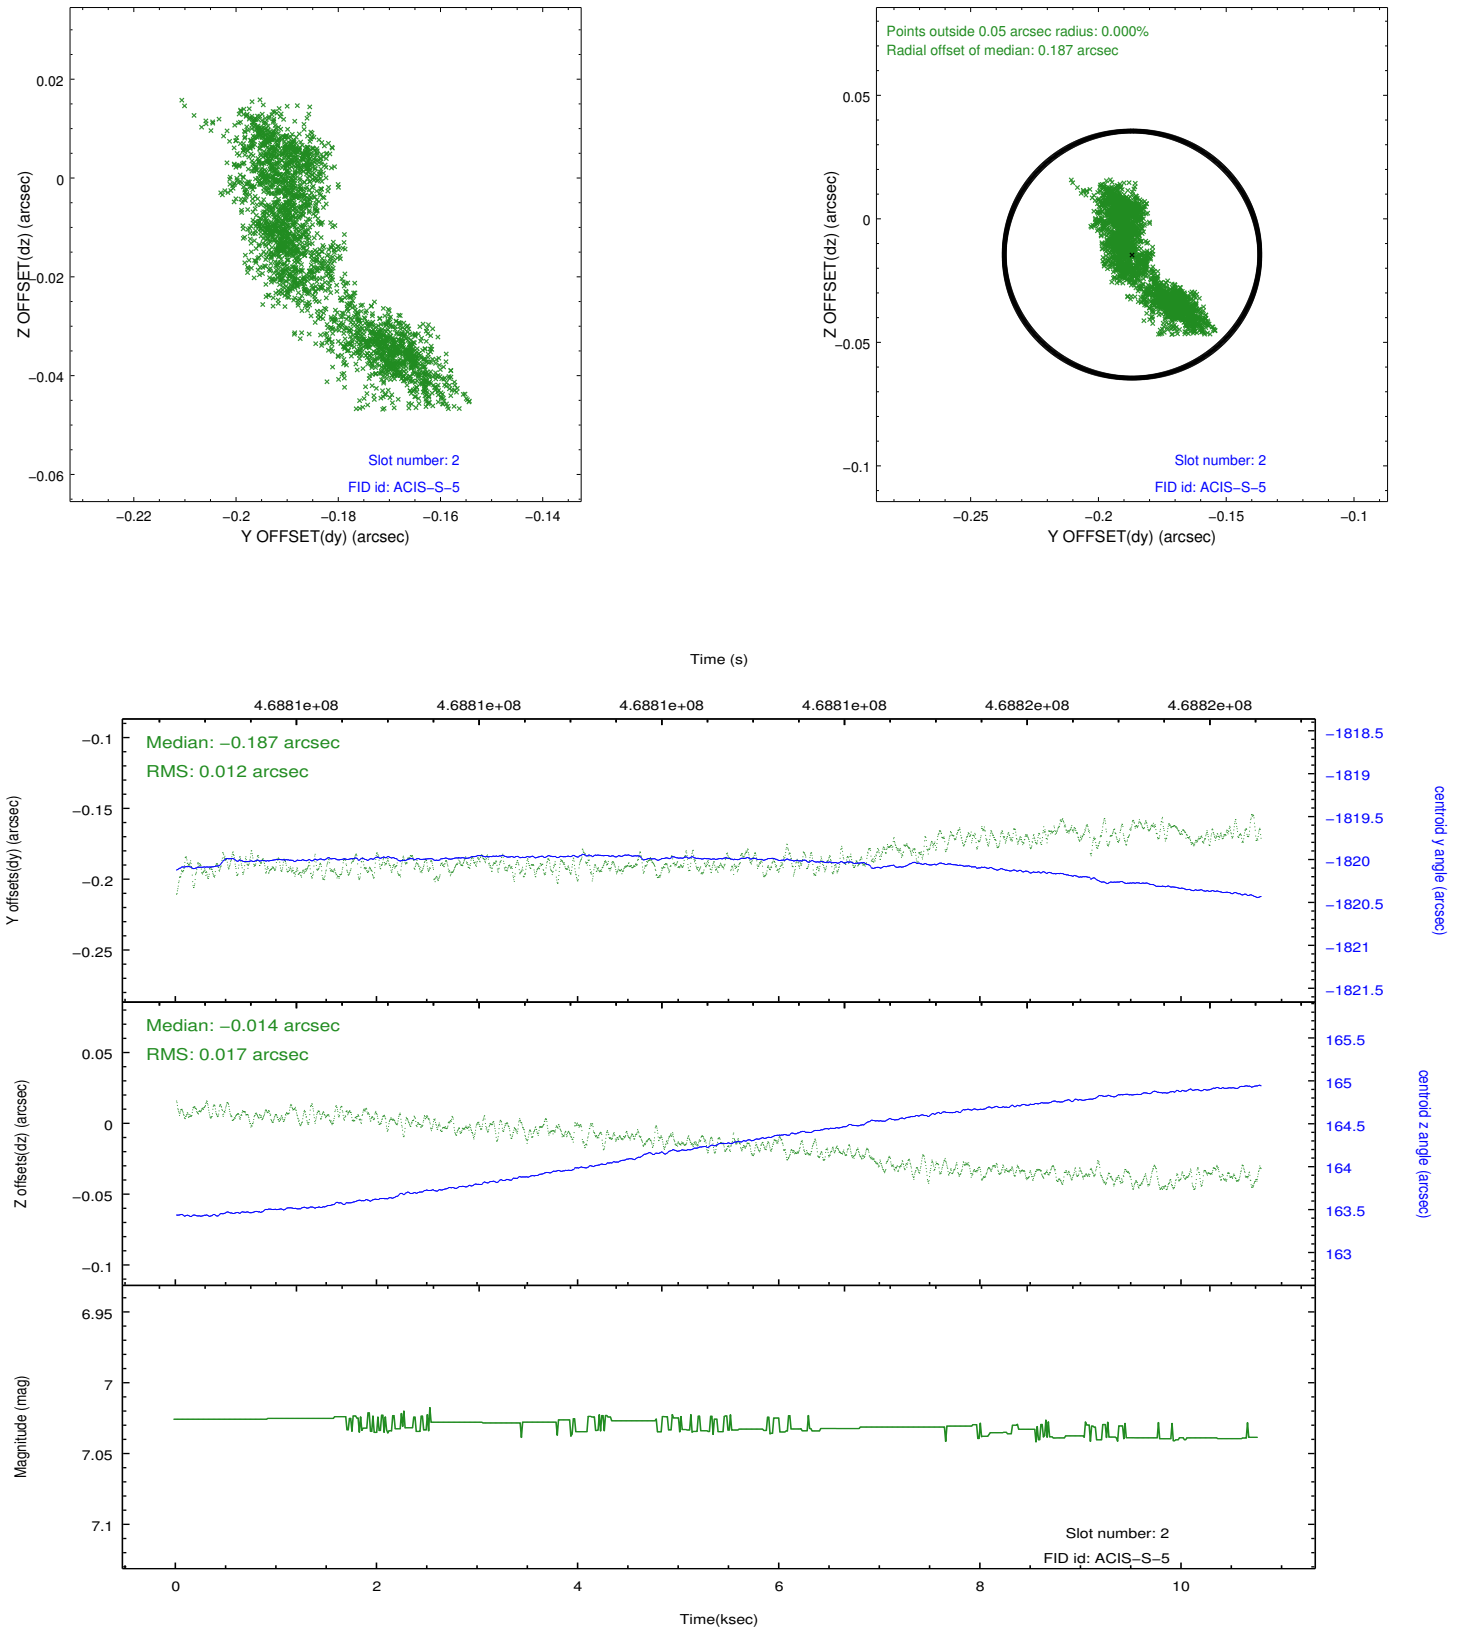 0.02
0
−0.02
−0.04
−0.06
Z OFFSET(dz) (arcsec)
Slot number: 2
FID id: ACIS−S−5
−0.22
−0.2
−0.18
−0.16
−0.14
Y OFFSET(dy) (arcsec)
Points outside 0.05 arcsec radius: 0.000%
Radial offset of median: 0.187 arcsec
0.05
0
−0.05
−0.1
Z OFFSET(dz) (arcsec)
Slot number: 2
FID id: ACIS−S−5
−0.25
−0.2
−0.15
−0.1
Y OFFSET(dy) (arcsec)
Time (s)
4.6881e+08
4.6881e+08
4.6881e+08
4.6881e+08
4.6882e+08
4.6882e+08
Median: −0.187 arcsec
RMS: 0.012 arcsec
−0.1
−0.15
−0.2
−0.25
Y offsets(dy) (arcsec)
−1818.5
−1819
−1819.5
−1820
−1820.5
−1821
−1821.5
centroid y angle (arcsec)
Median: −0.014 arcsec
RMS: 0.017 arcsec
0.05
0
−0.05
−0.1
Z offsets(dz) (arcsec)
165.5
165
164.5
164
163.5
163
centroid z angle (arcsec)
6.95
7
7.05
7.1
Magnitude (mag)
Slot number: 2
FID id: ACIS−S−5
0
2
4
6
8
10
Time(ksec)